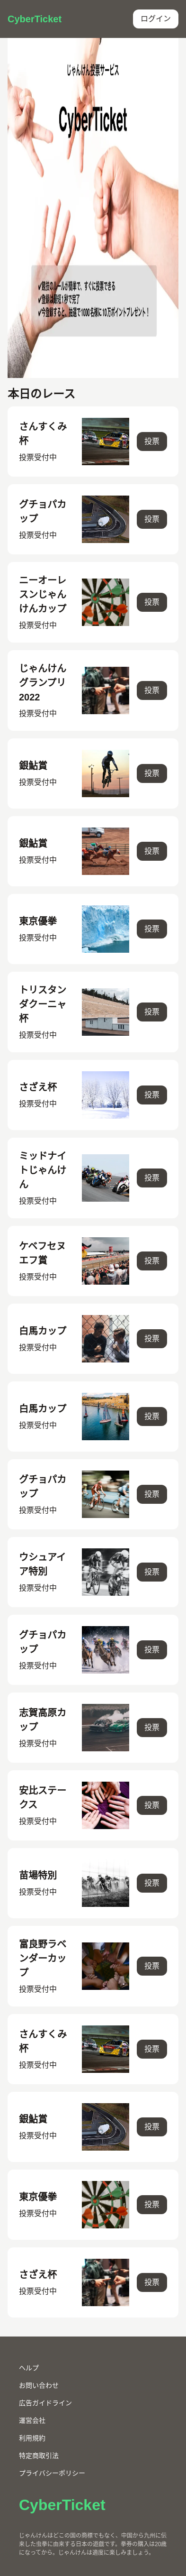 CyberTicket
ログイン
じゃんけん投票サービス
CyberTicket
✓競技のルールが簡単で、すぐに投票できる
✓会員登録は最短1秒で完了
✓今登録すると、抽選で1000名様に10万ポイントプレゼント!
本日のレース
さんすくみ
杯
投票受付中
投票
グチョパカ
ップ
投票受付中
投票
ニーオーレ
スンじゃん
けんカップ
投票受付中
投票
じゃんけん
グランプリ
2022
投票受付中
投票
銀鮎賞
投票受付中
投票
銀鮎賞
投票受付中
投票
東京優拳
投票受付中
投票
トリスタン
ダクーニャ
杯
投票受付中
投票
さざえ杯
投票受付中
投票
ミッドナイ
トじゃんけ
ん
投票受付中
投票
ケベフセヌ
エフ賞
投票受付中
投票
白馬カップ
投票受付中
投票
白馬カップ
投票受付中
投票
グチョパカ
ップ
投票受付中
投票
ウシュアイ
ア特別
投票受付中
投票
グチョパカ
ップ
投票受付中
投票
志賀高原カ
ップ
投票受付中
投票
安比ステー
クス
投票受付中
投票
苗場特別
投票受付中
投票
富良野ラベ
ンダーカッ
プ
投票受付中
投票
さんすくみ
杯
投票受付中
投票
銀鮎賞
投票受付中
投票
東京優拳
投票受付中
投票
さざえ杯
投票受付中
投票
ヘルプ
お問い合わせ
広告ガイドライン
運営会社
利用規約
特定商取引法
プライバシーポリシー
CyberTicket
じゃんけんはどこの国の商標でもなく、中国から九州に伝
来した虫拳に由来する日本の遊戯です。拳券の購入は20歳
になってから。じゃんけんは適度に楽しみましょう。